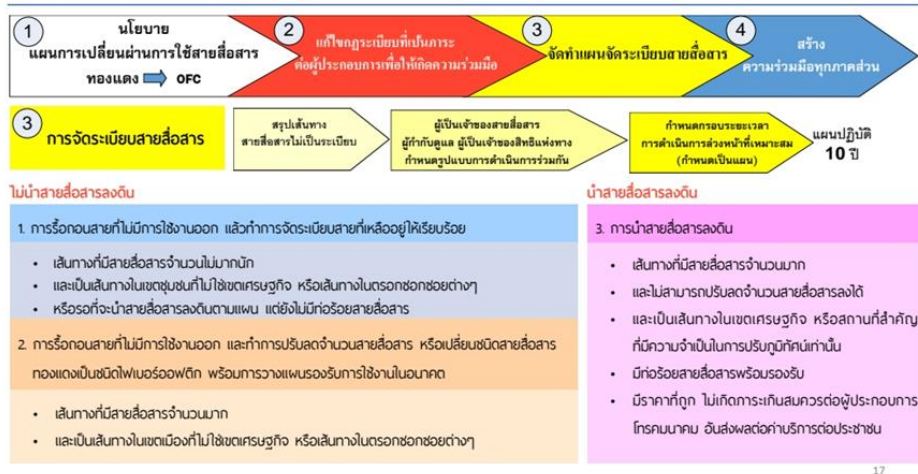 1
นโยบาย
แผนการเปลี่ยนผ่านการใช้สายสื่อสาร
ทองแดง OFC
2
แก้ไขกฎระเบียบที่เป็นภาระ
ต่อผู้ประกอบการเพื่อให้เกิดความร่วมมือ
3
จัดทำแผนจัดระเบียบสายสื่อสาร
4
สร้าง
ความร่วมมือทุกภาคส่วน
3
การจัดระเบียบสายสื่อสาร
สรุปเส้นทาง
สายสื่อสารไม่เป็นระเบียบ
ผู้เป็นเจ้าของสายสื่อสาร
ผู้กำกับดูแล ผู้เป็นเจ้าของสิทธิแห่งทาง
กำหนดรูปแบบการดำเนินการร่วมกัน
กำหนดกรอบระยะเวลา
การดำเนินการล่วงหน้าที่เหมาะสม
(กำหนดเป็นแผน)
แผนปฏิบัติ
10 ปี
ไม่นำสายสื่อสารลงดิน
1. การรื้อถอนสายที่ไม่มีการใช้งานออก แล้วทำการจัดระเบียบสายที่เหลืออยู่ให้เรียบร้อย
• เส้นทางที่มีสายสื่อสารจำนวนไม่มากนัก
• และเป็นเส้นทางในเขตชุมชนที่ไม่ใช่เขตเศรษฐกิจ หรือเส้นทางในตรอกซอกซอยต่างๆ
• หรือรอที่จะนำสายสื่อสารลงดินตามแผน แต่ยังไม่มีท่อร้อยสายสื่อสาร
2. การรื้อถอนสายที่ไม่มีการใช้งานออก และทำการปรับลดจำนวนสายสื่อสาร หรือเปลี่ยนชนิดสายสื่อสาร
ทองแดงเป็นชนิดไฟเบอร์ออฟติก พร้อมการวางแผนรองรับการใช้งานในอนาคต
• เส้นทางที่มีสายสื่อสารจำนวนมาก
• และเป็นเส้นทางในเขตเมืองที่ไม่ใช่เขตเศรษฐกิจ หรือเส้นทางในตรอกซอกซอยต่างๆ
นำสายสื่อสารลงดิน
3. การนำสายสื่อสารลงดิน
• เส้นทางที่มีสายสื่อสารจำนวนมาก
• และไม่สามารถปรับลดจำนวนสายสื่อสารลงได้
• และเป็นเส้นทางในเขตเศรษฐกิจ หรือสถานที่สำคัญ
ที่มีความจำเป็นในการปรับภูมิทัศน์เท่านั้น
• มีท่อร้อยสายสื่อสารพร้อมรองรับ
• มีราคาที่ถูก ไม่เกิดภาระเกินสมควรต่อผู้ประกอบการ
โทรคมนาคม อันส่งผลต่อค่าบริการต่อประชาชน
17